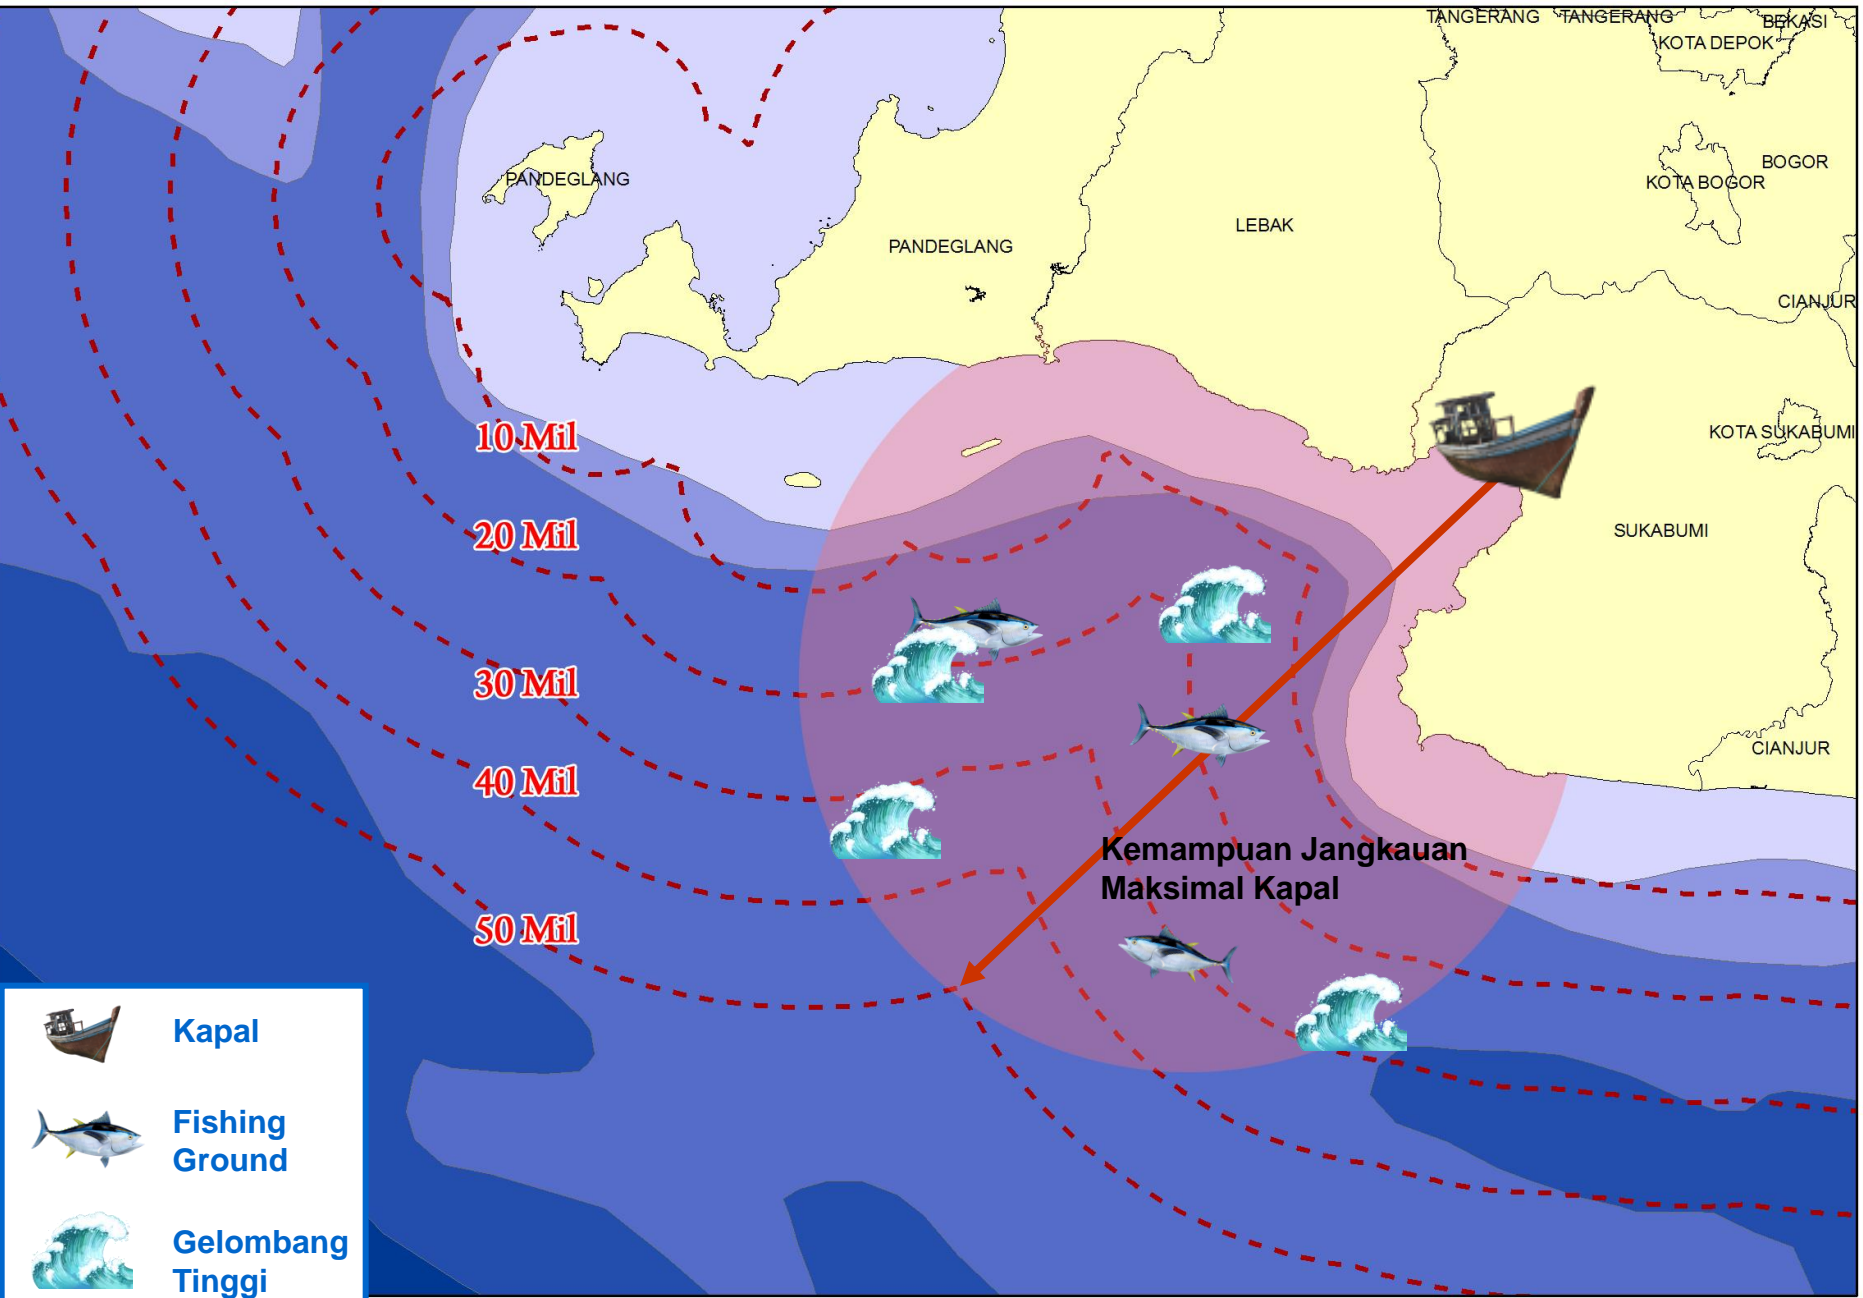 TANGERANG
TANGERANG
BEKASI
KOTA DEPOK
BOGOR
KOTA BOGOR
PANDEGLANG
PANDEGLANG
LEBAK
CIANJUR
KOTA SUKABUMI
SUKABUMI
CIANJUR
10 Mil
20 Mil
30 Mil
40 Mil
50 Mil
Kemampuan Jangkauan
Maksimal Kapal
Kapal
Fishing
Ground
Gelombang
Tinggi